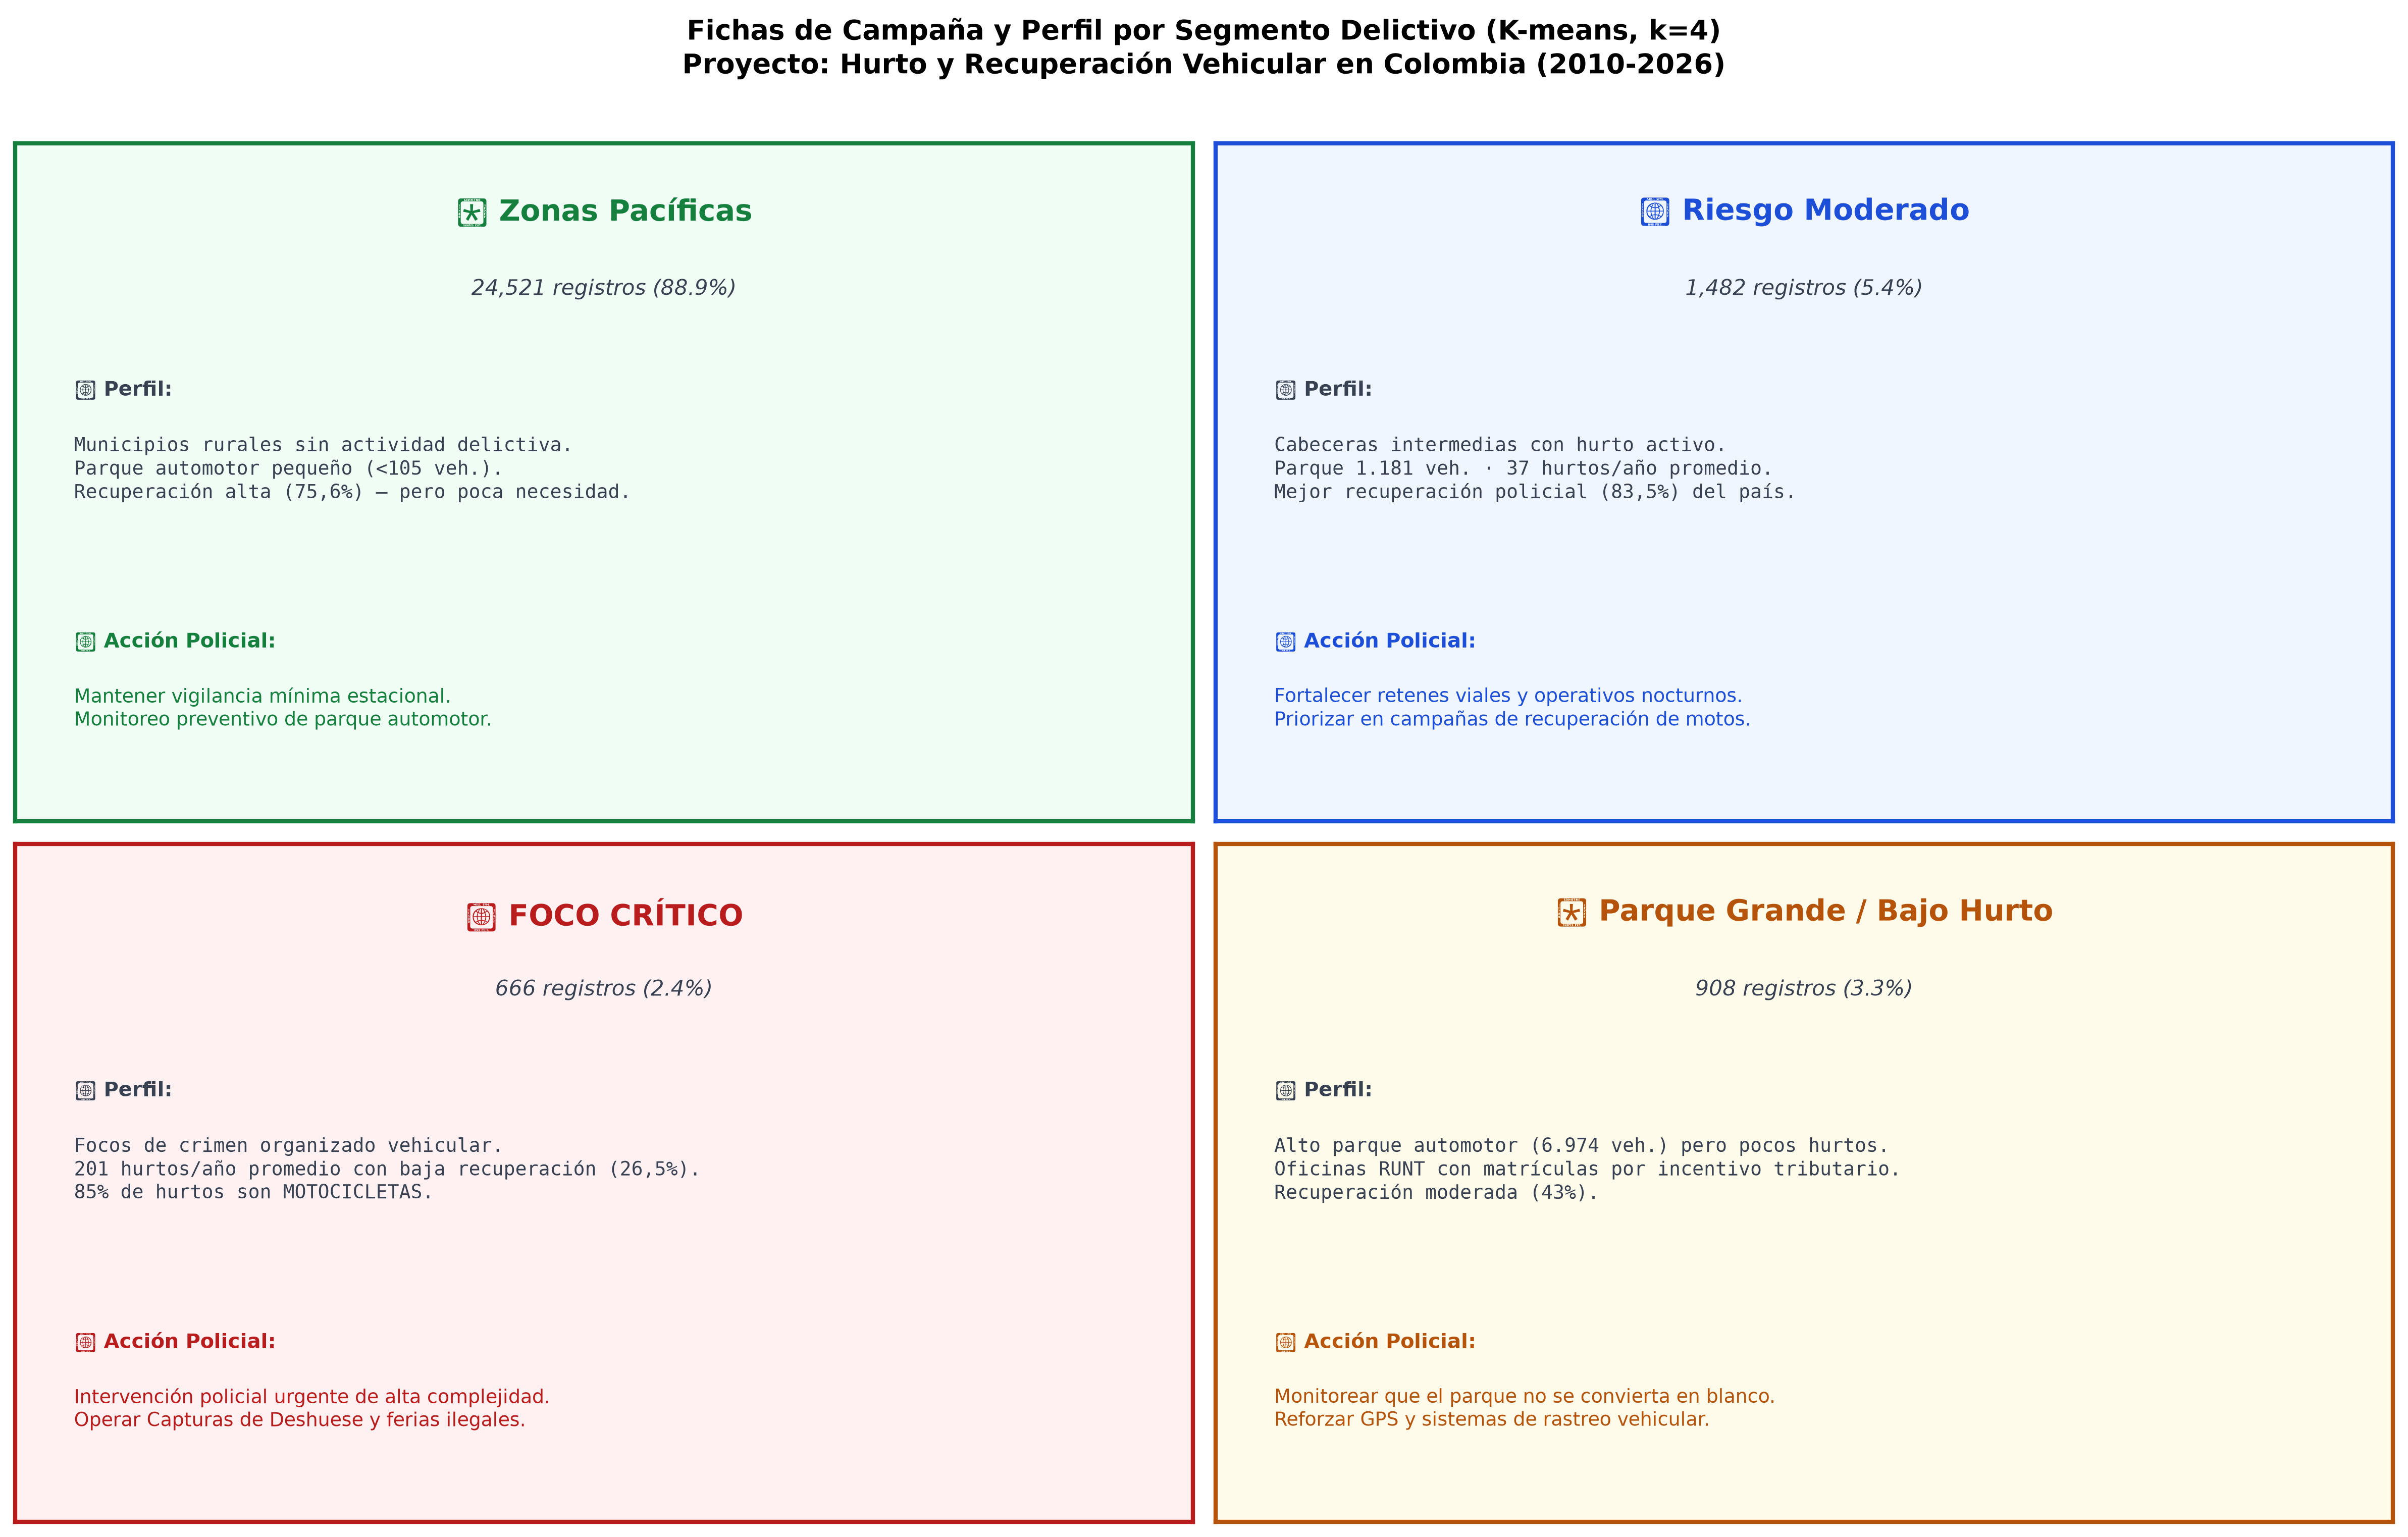 Fichas de Campaña y Perfil por Segmento Delictivo (K-means, k=4)
Proyecto: Hurto y Recuperación Vehicular en Colombia (2010-2026)
Zonas Pacíficas
24,521 registros (88.9%)
Perfil:
Municipios rurales sin actividad delictiva.
Parque automotor pequeño (<105 veh.).
Recuperación alta (75,6%) — pero poca necesidad.
Acción Policial:
Mantener vigilancia mínima estacional.
Monitoreo preventivo de parque automotor.
Riesgo Moderado
1,482 registros (5.4%)
Perfil:
Cabeceras intermedias con hurto activo.
Parque 1.181 veh. · 37 hurtos/año promedio.
Mejor recuperación policial (83,5%) del país.
Acción Policial:
Fortalecer retenes viales y operativos nocturnos.
Priorizar en campañas de recuperación de motos.
FOCO CRÍTICO
666 registros (2.4%)
Perfil:
Focos de crimen organizado vehicular.
201 hurtos/año promedio con baja recuperación (26,5%).
85% de hurtos son MOTOCICLETAS.
Acción Policial:
Intervención policial urgente de alta complejidad.
Operar Capturas de Deshuese y ferias ilegales.
Parque Grande / Bajo Hurto
908 registros (3.3%)
Perfil:
Alto parque automotor (6.974 veh.) pero pocos hurtos.
Oficinas RUNT con matrículas por incentivo tributario.
Recuperación moderada (43%).
Acción Policial:
Monitorear que el parque no se convierta en blanco.
Reforzar GPS y sistemas de rastreo vehicular.